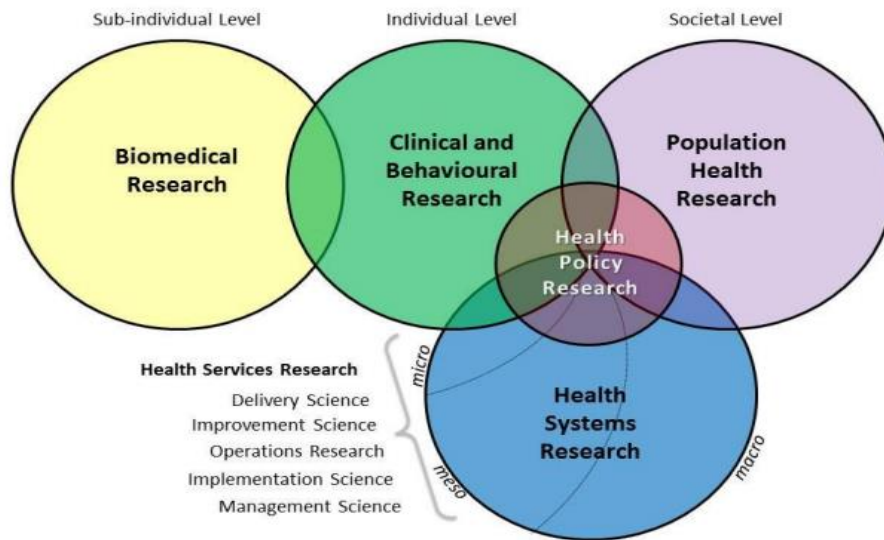 Sub-individual Level
Individual Level
Societal Level
Biomedical
Research
Clinical and
Behavioural
Research
Population
Health
Research
Health
Policy
Research
Health Services Research
Delivery Science
Improvement Science
Operations Research
Implementation Science
Management Science
micro
meso
macro
Health
Systems
Research